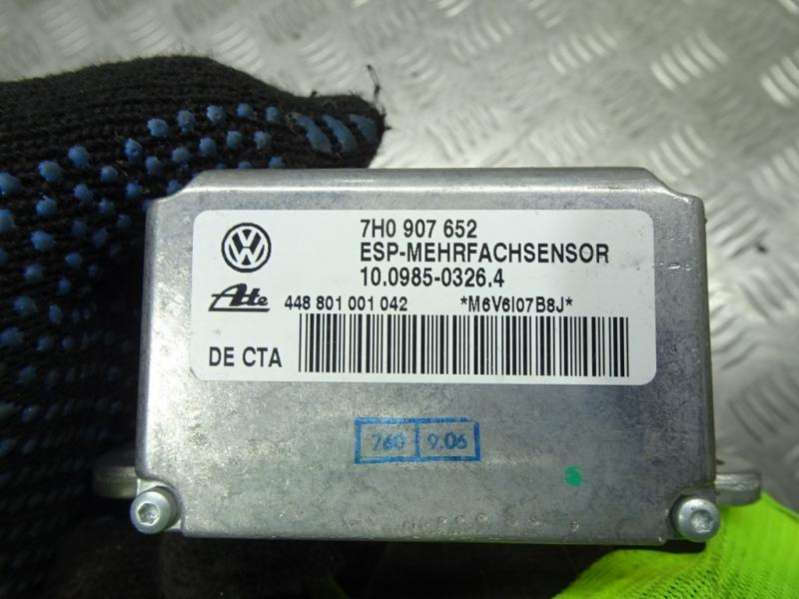 7H0 907 652
ESP-MEHRFACHSENSOR
10.0985-0326.4
Ate 448 801 001 042 *M6V6I07B8J*
DE CTA
760 9.06